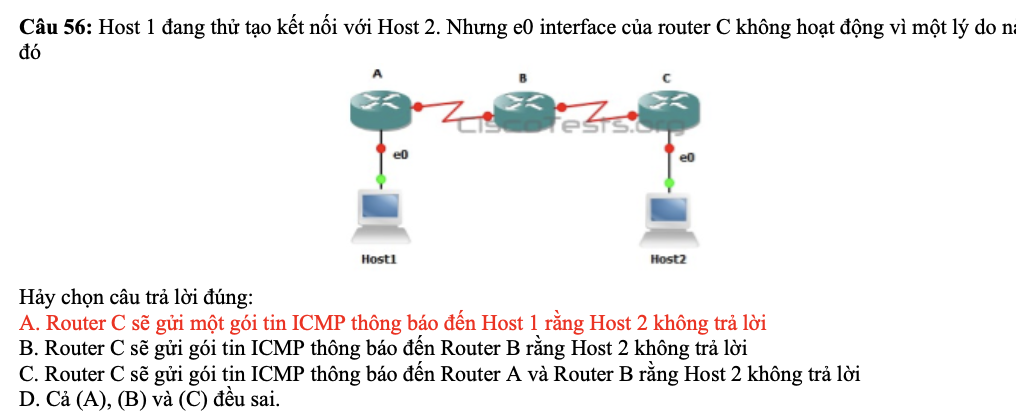 Câu 56: Host 1 đang thử tạo kết nối với Host 2. Nhưng e0 interface của router C không hoạt động vì một lý do
đó
A B C
CiscoTests.org
e0 e0
Host1 Host2
Hảy chọn câu trả lời đúng:
A. Router C sẽ gửi một gói tin ICMP thông báo đến Host 1 rằng Host 2 không trả lời
B. Router C sẽ gửi gói tin ICMP thông báo đến Router B rằng Host 2 không trả lời
C. Router C sẽ gửi gói tin ICMP thông báo đến Router A và Router B rằng Host 2 không trả lời
D. Cả (A), (B) và (C) đều sai.